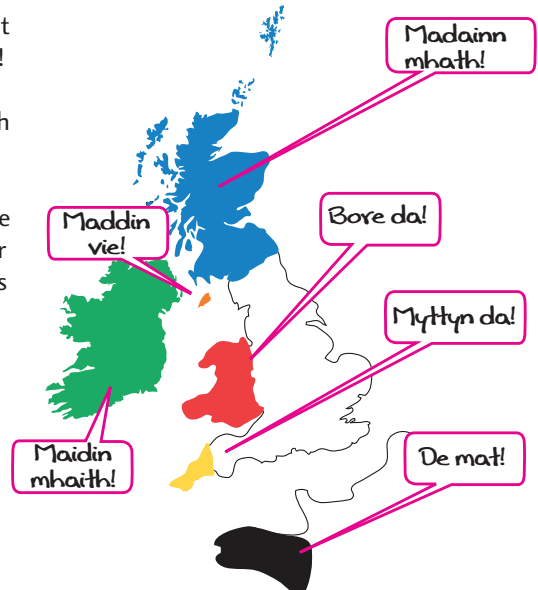 t
!
h
e
r
s
Madainn
mhath!
Maddin
vie!
Bore da!
Myttyn da!
Maidin
mhaith!
De mat!